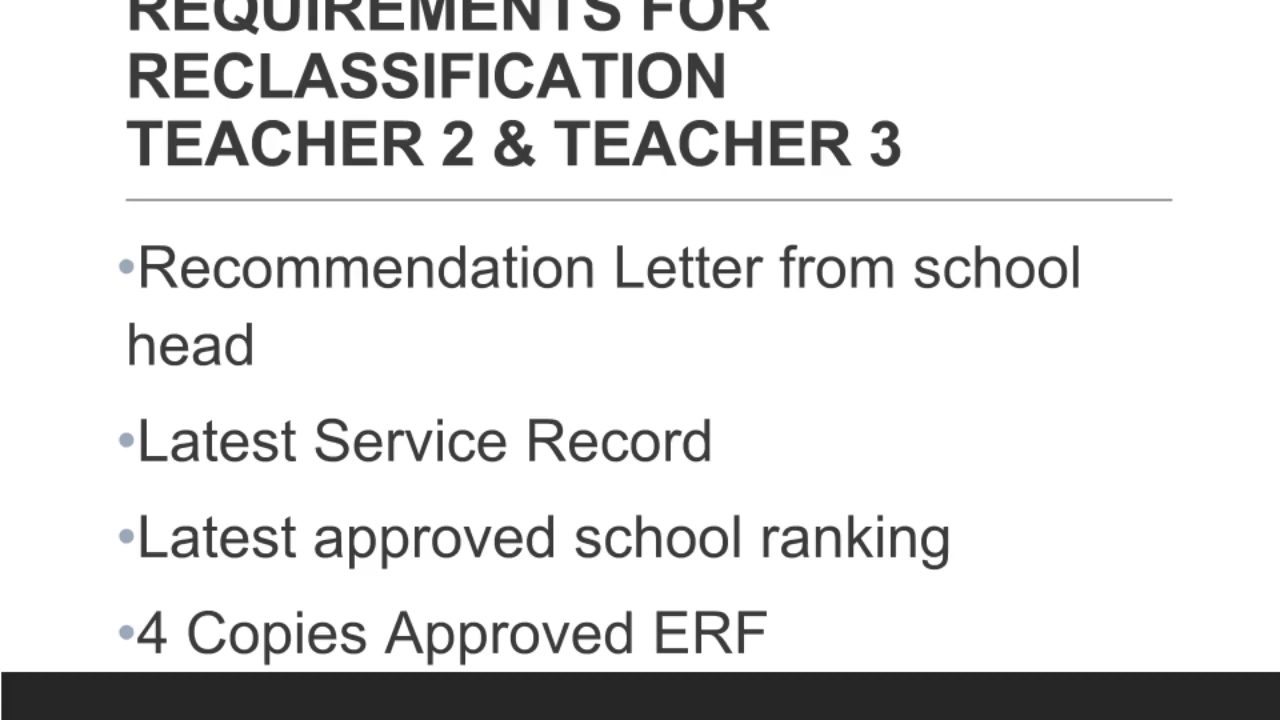 REQUIREMENTS FOR
RECLASSIFICATION
TEACHER 2 & TEACHER 3
•Recommendation Letter from school
head
•Latest Service Record
•Latest approved school ranking
•4 Copies Approved ERF